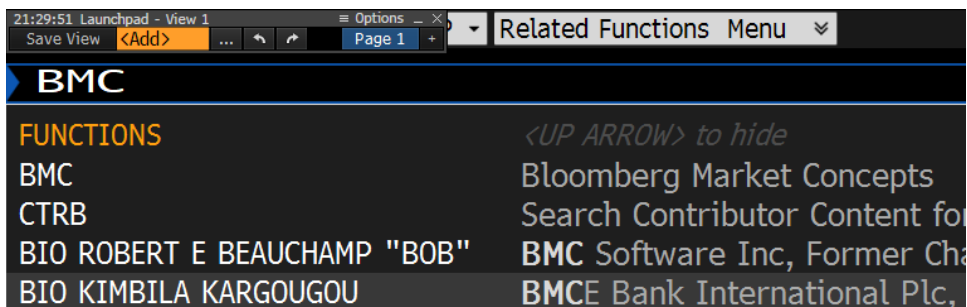 21:29:51 Launchpad - View 1 Options
Save View <Add> ... Page 1 +
Related Functions Menu
BMC
FUNCTIONS <UP ARROW> to hide
BMC Bloomberg Market Concepts
CTRB Search Contributor Content for
BIO ROBERT E BEAUCHAMP "BOB" BMC Software Inc, Former Cha
BIO KIMBILA KARGOUGOU BMCE Bank International Plc,